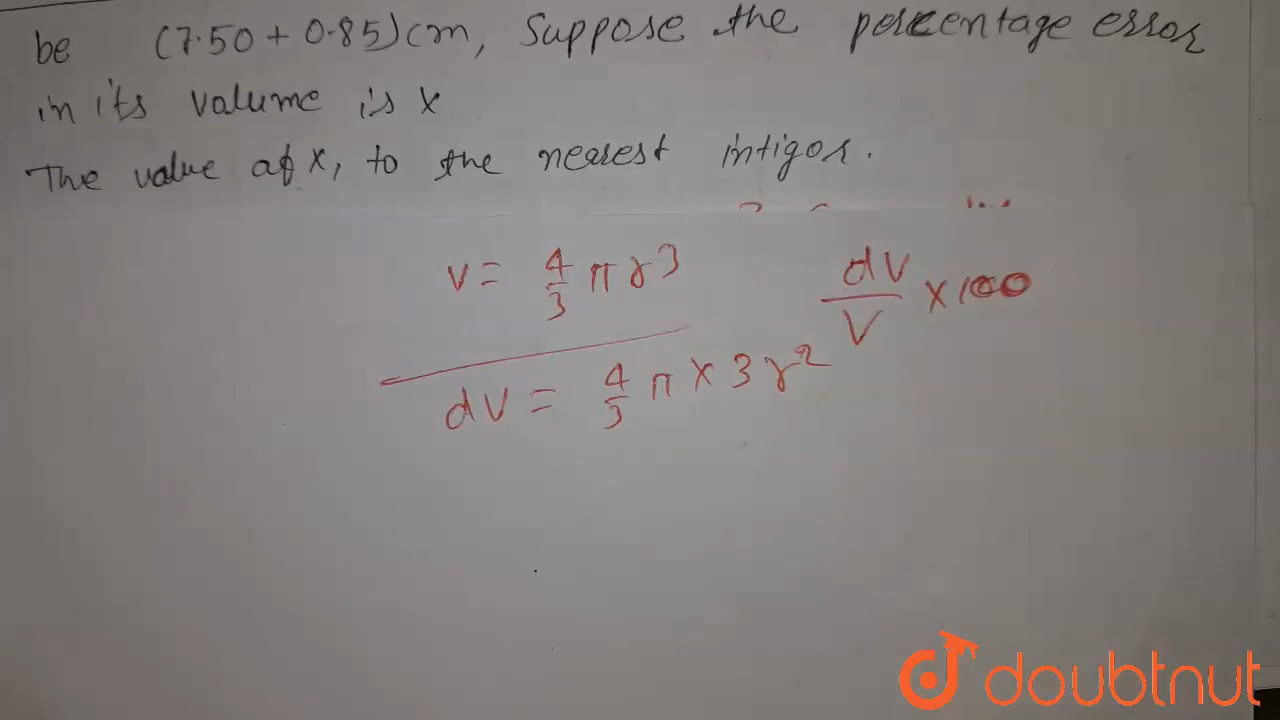 be (7.50 + 0.85) cm, Suppose the percentage error
in its valume is x
The value of x, to the nearest intigor.
V = 4/3 π r³
dV/V × 100
dV = 4/3 π × 3 r²
doubtnut